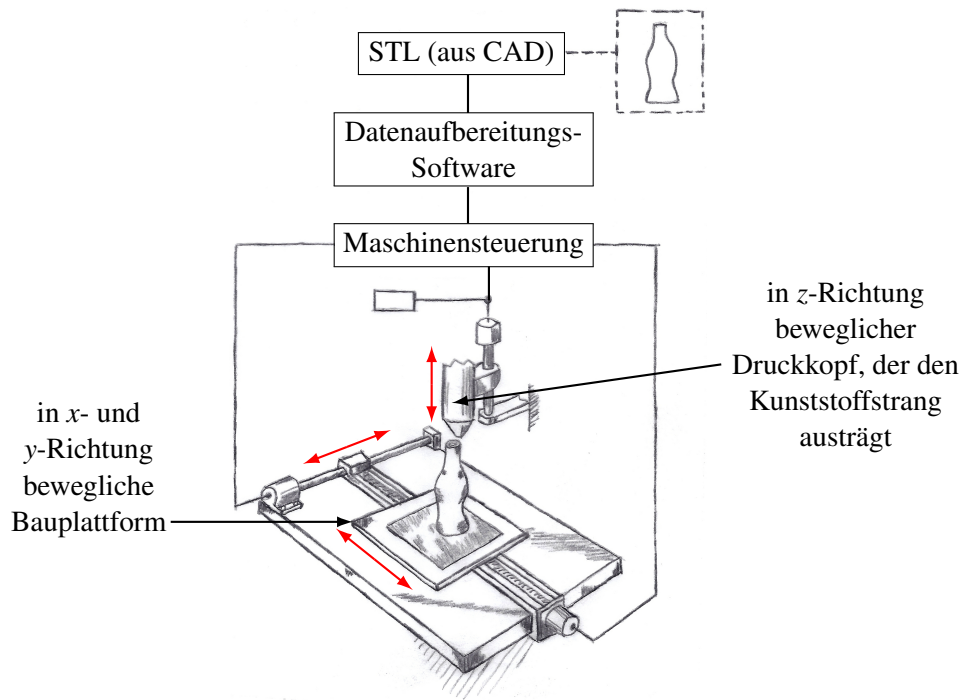 STL (aus CAD)
Datenaufbereitungs-
Software
Maschinensteuerung
in z-Richtung
beweglicher
Druckkopf, der den
Kunststoffstrang
austrägt
in x- und
y-Richtung
bewegliche
Bauplattform